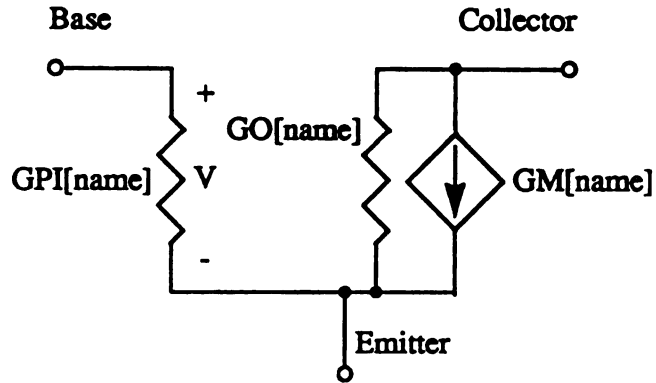 Base
Collector
+
GO[name]
GPI[name]
V
GM[name]
-
Emitter